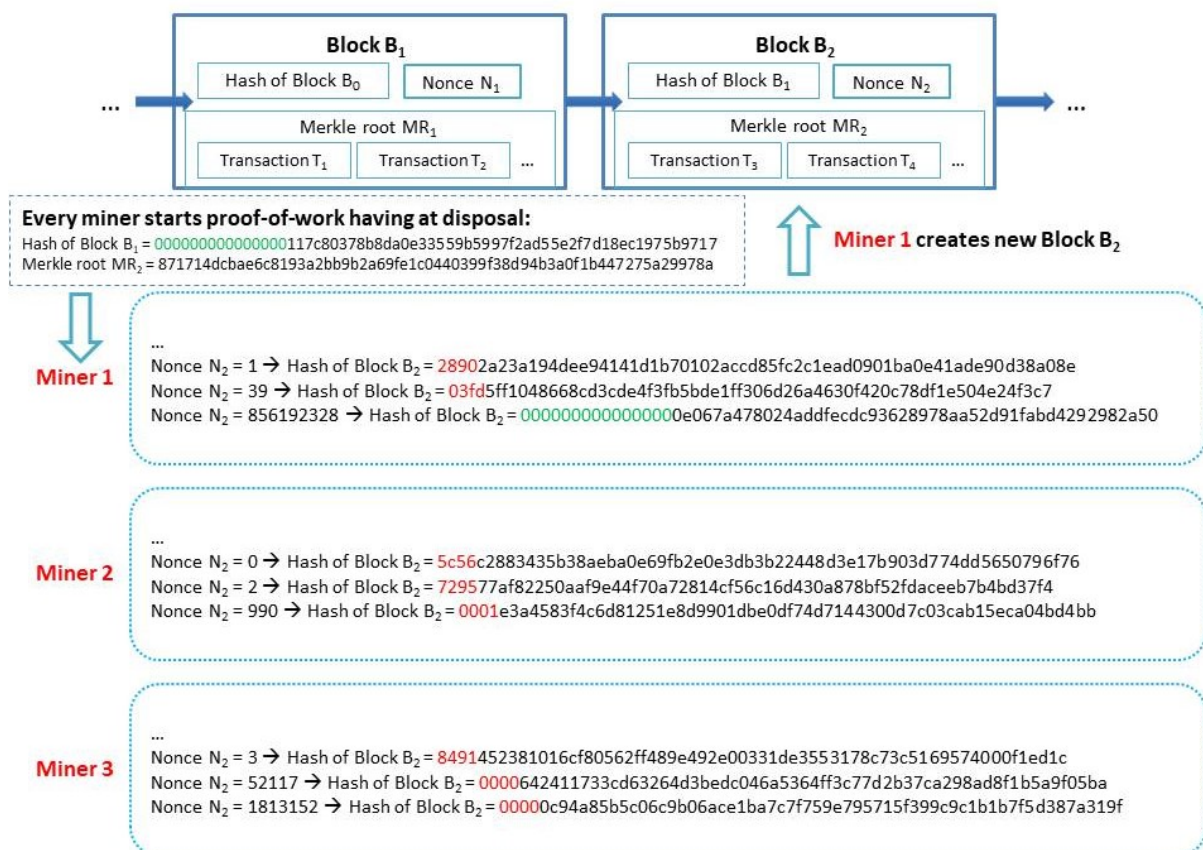 Block B₁
Hash of Block B₀ Nonce N₁
Merkle root MR₁
Transaction T₁ Transaction T₂ ...
Block B₂
Hash of Block B₁ Nonce N₂
Merkle root MR₂
Transaction T₃ Transaction T₄ ...
...
...
Every miner starts proof-of-work having at disposal:
Hash of Block B₁ = 000000000000000117c80378b8da0e33559b5997f2ad55e2f7d18ec1975b9717
Merkle root MR₂ = 871714dcbae6c8193a2bb9b2a69fe1c0440399f38d94b3a0f1b447275a29978a
Miner 1 creates new Block B₂
Miner 1
...
Nonce N₂ = 1 → Hash of Block B₂ = 28902a23a194dee94141d1b70102accd85fc2c1ead0901ba0e41ade90d38a08e
Nonce N₂ = 39 → Hash of Block B₂ = 03fd5ff1048668cd3cde4f3fb5bde1ff306d26a4630f420c78df1e504e24f3c7
Nonce N₂ = 856192328 → Hash of Block B₂ = 0000000000000000e067a478024addfecdc93628978aa52d91fabd4292982a50
Miner 2
...
Nonce N₂ = 0 → Hash of Block B₂ = 5c56c2883435b38aeba0e69fb2e0e3db3b22448d3e17b903d774dd5650796f76
Nonce N₂ = 2 → Hash of Block B₂ = 729577af82250aaf9e44f70a72814cf56c16d430a878bf52fdaceeb7b4bd37f4
Nonce N₂ = 990 → Hash of Block B₂ = 0001e3a4583f4c6d81251e8d9901dbe0df74d7144300d7c03cab15eca04bd4bb
Miner 3
...
Nonce N₂ = 3 → Hash of Block B₂ = 8491452381016cf80562ff489e492e00331de3553178c73c5169574000f1ed1c
Nonce N₂ = 52117 → Hash of Block B₂ = 0000642411733cd63264d3bedc046a5364ff3c77d2b37ca298ad8f1b5a9f05ba
Nonce N₂ = 1813152 → Hash of Block B₂ = 00000c94a85b5c06c9b06ace1ba7c7f759e795715f399c9c1b1b7f5d387a319f